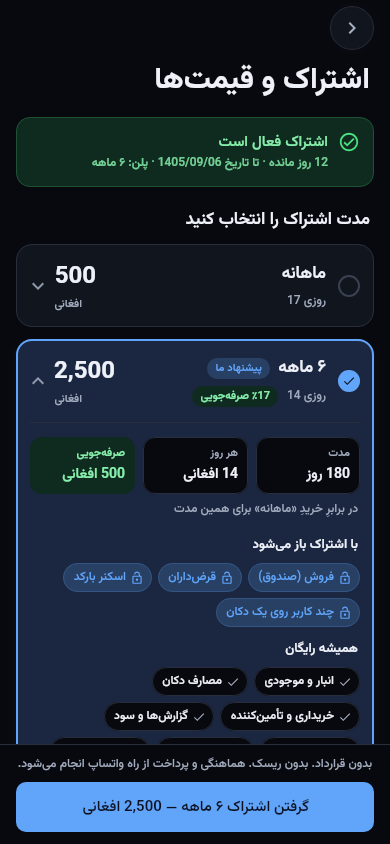 اشتراک و قیمت‌ها
اشتراک فعال است
12 روز مانده · تا تاریخ 1405/09/06 · پلن: ۶ ماهه
مدت اشتراک را انتخاب کنید
ماهانه
500
روزی 17
افغانی
۶ ماهه
پیشنهاد ما
2,500
روزی 14
٪17 صرفه‌جویی
افغانی
مدت
180 روز
هر روز
14 افغانی
صرفه‌جویی
500 افغانی
در برابرِ خریدِ «ماهانه» برای همین مدت
با اشتراک باز می‌شود
فروش (صندوق)
قرض‌داران
اسکنر بارکد
چند کاربر روی یک دکان
همیشه رایگان
انبار و موجودی
مصارف دکان
خریداری و تأمین‌کننده
گزارش‌ها و سود
بدون قرارداد. بدون ریسک. هماهنگی و پرداخت از راه واتساپ انجام می‌شود.
گرفتن اشتراک ۶ ماهه — 2,500 افغانی